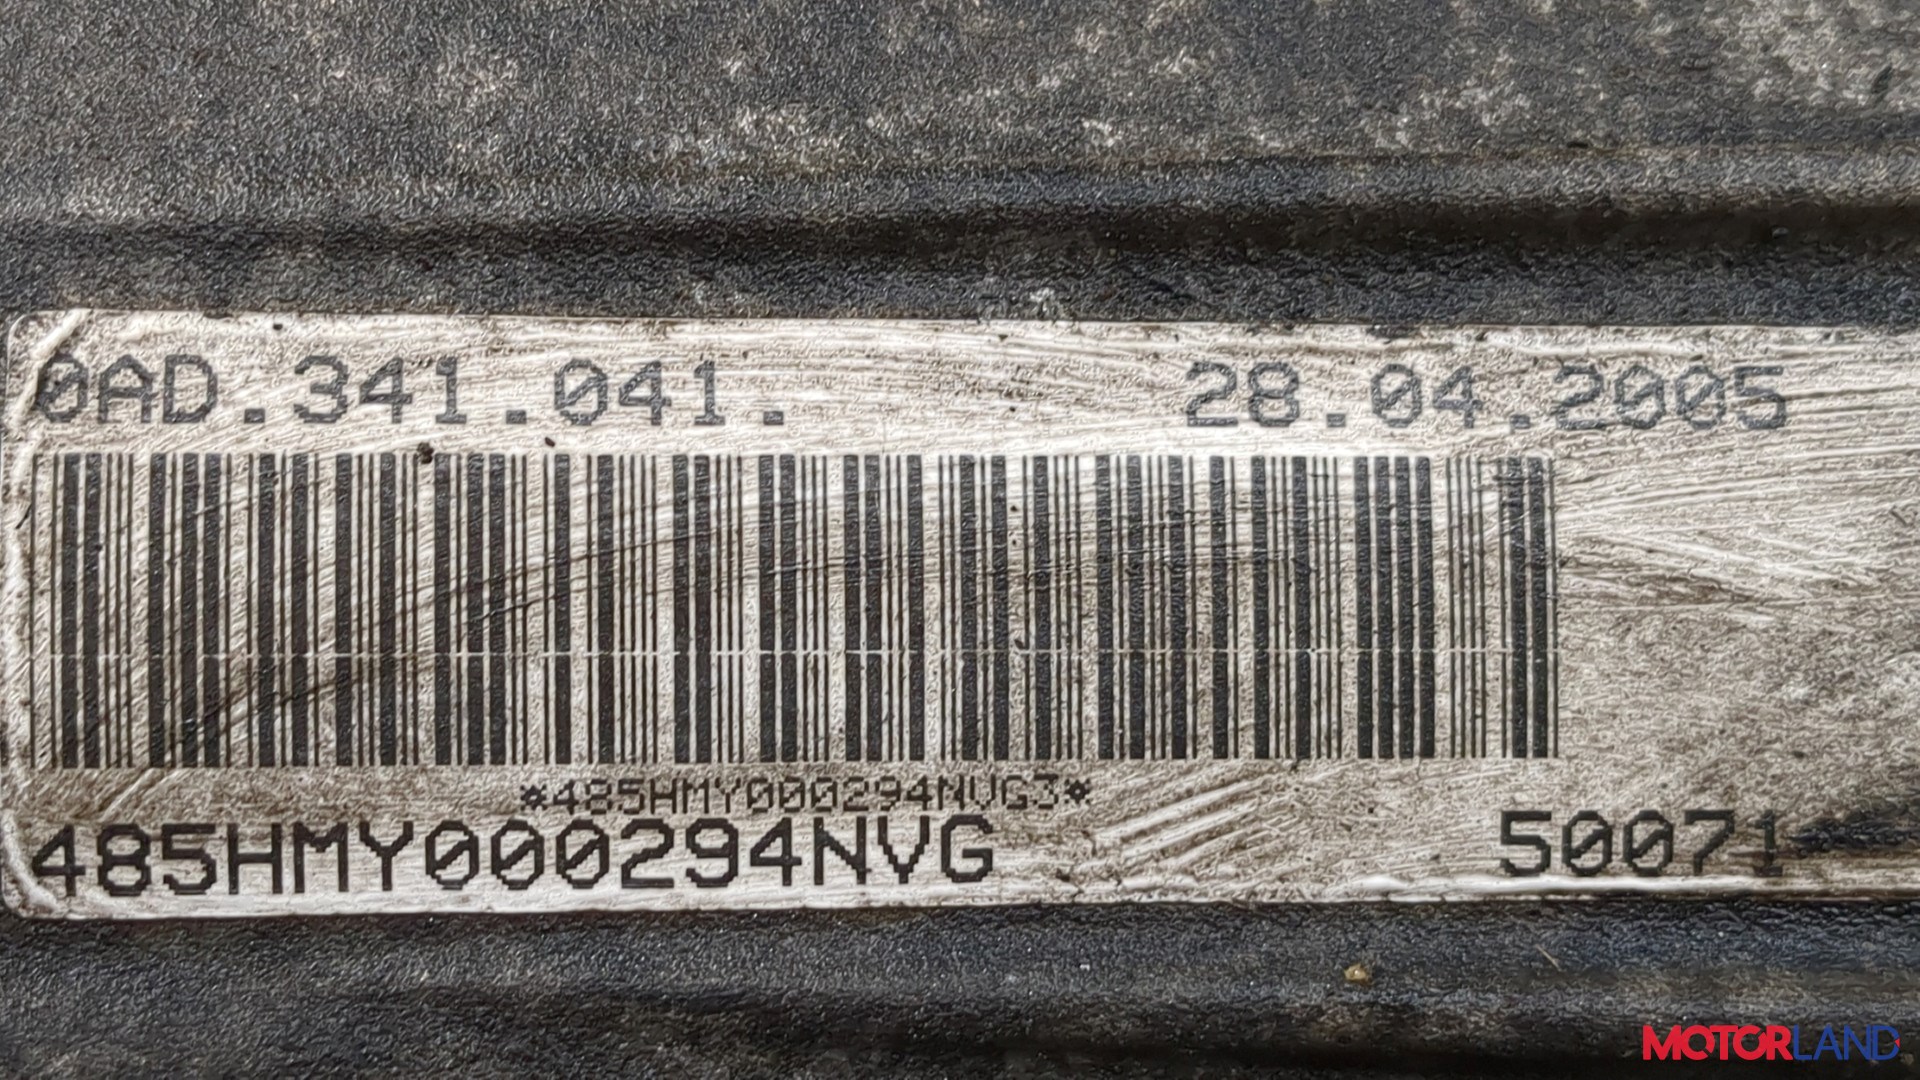 0AD.341.041. 28.04.2005
*485HMY000294NVG3*
485HMY000294NVG 50071
MOTORLAND